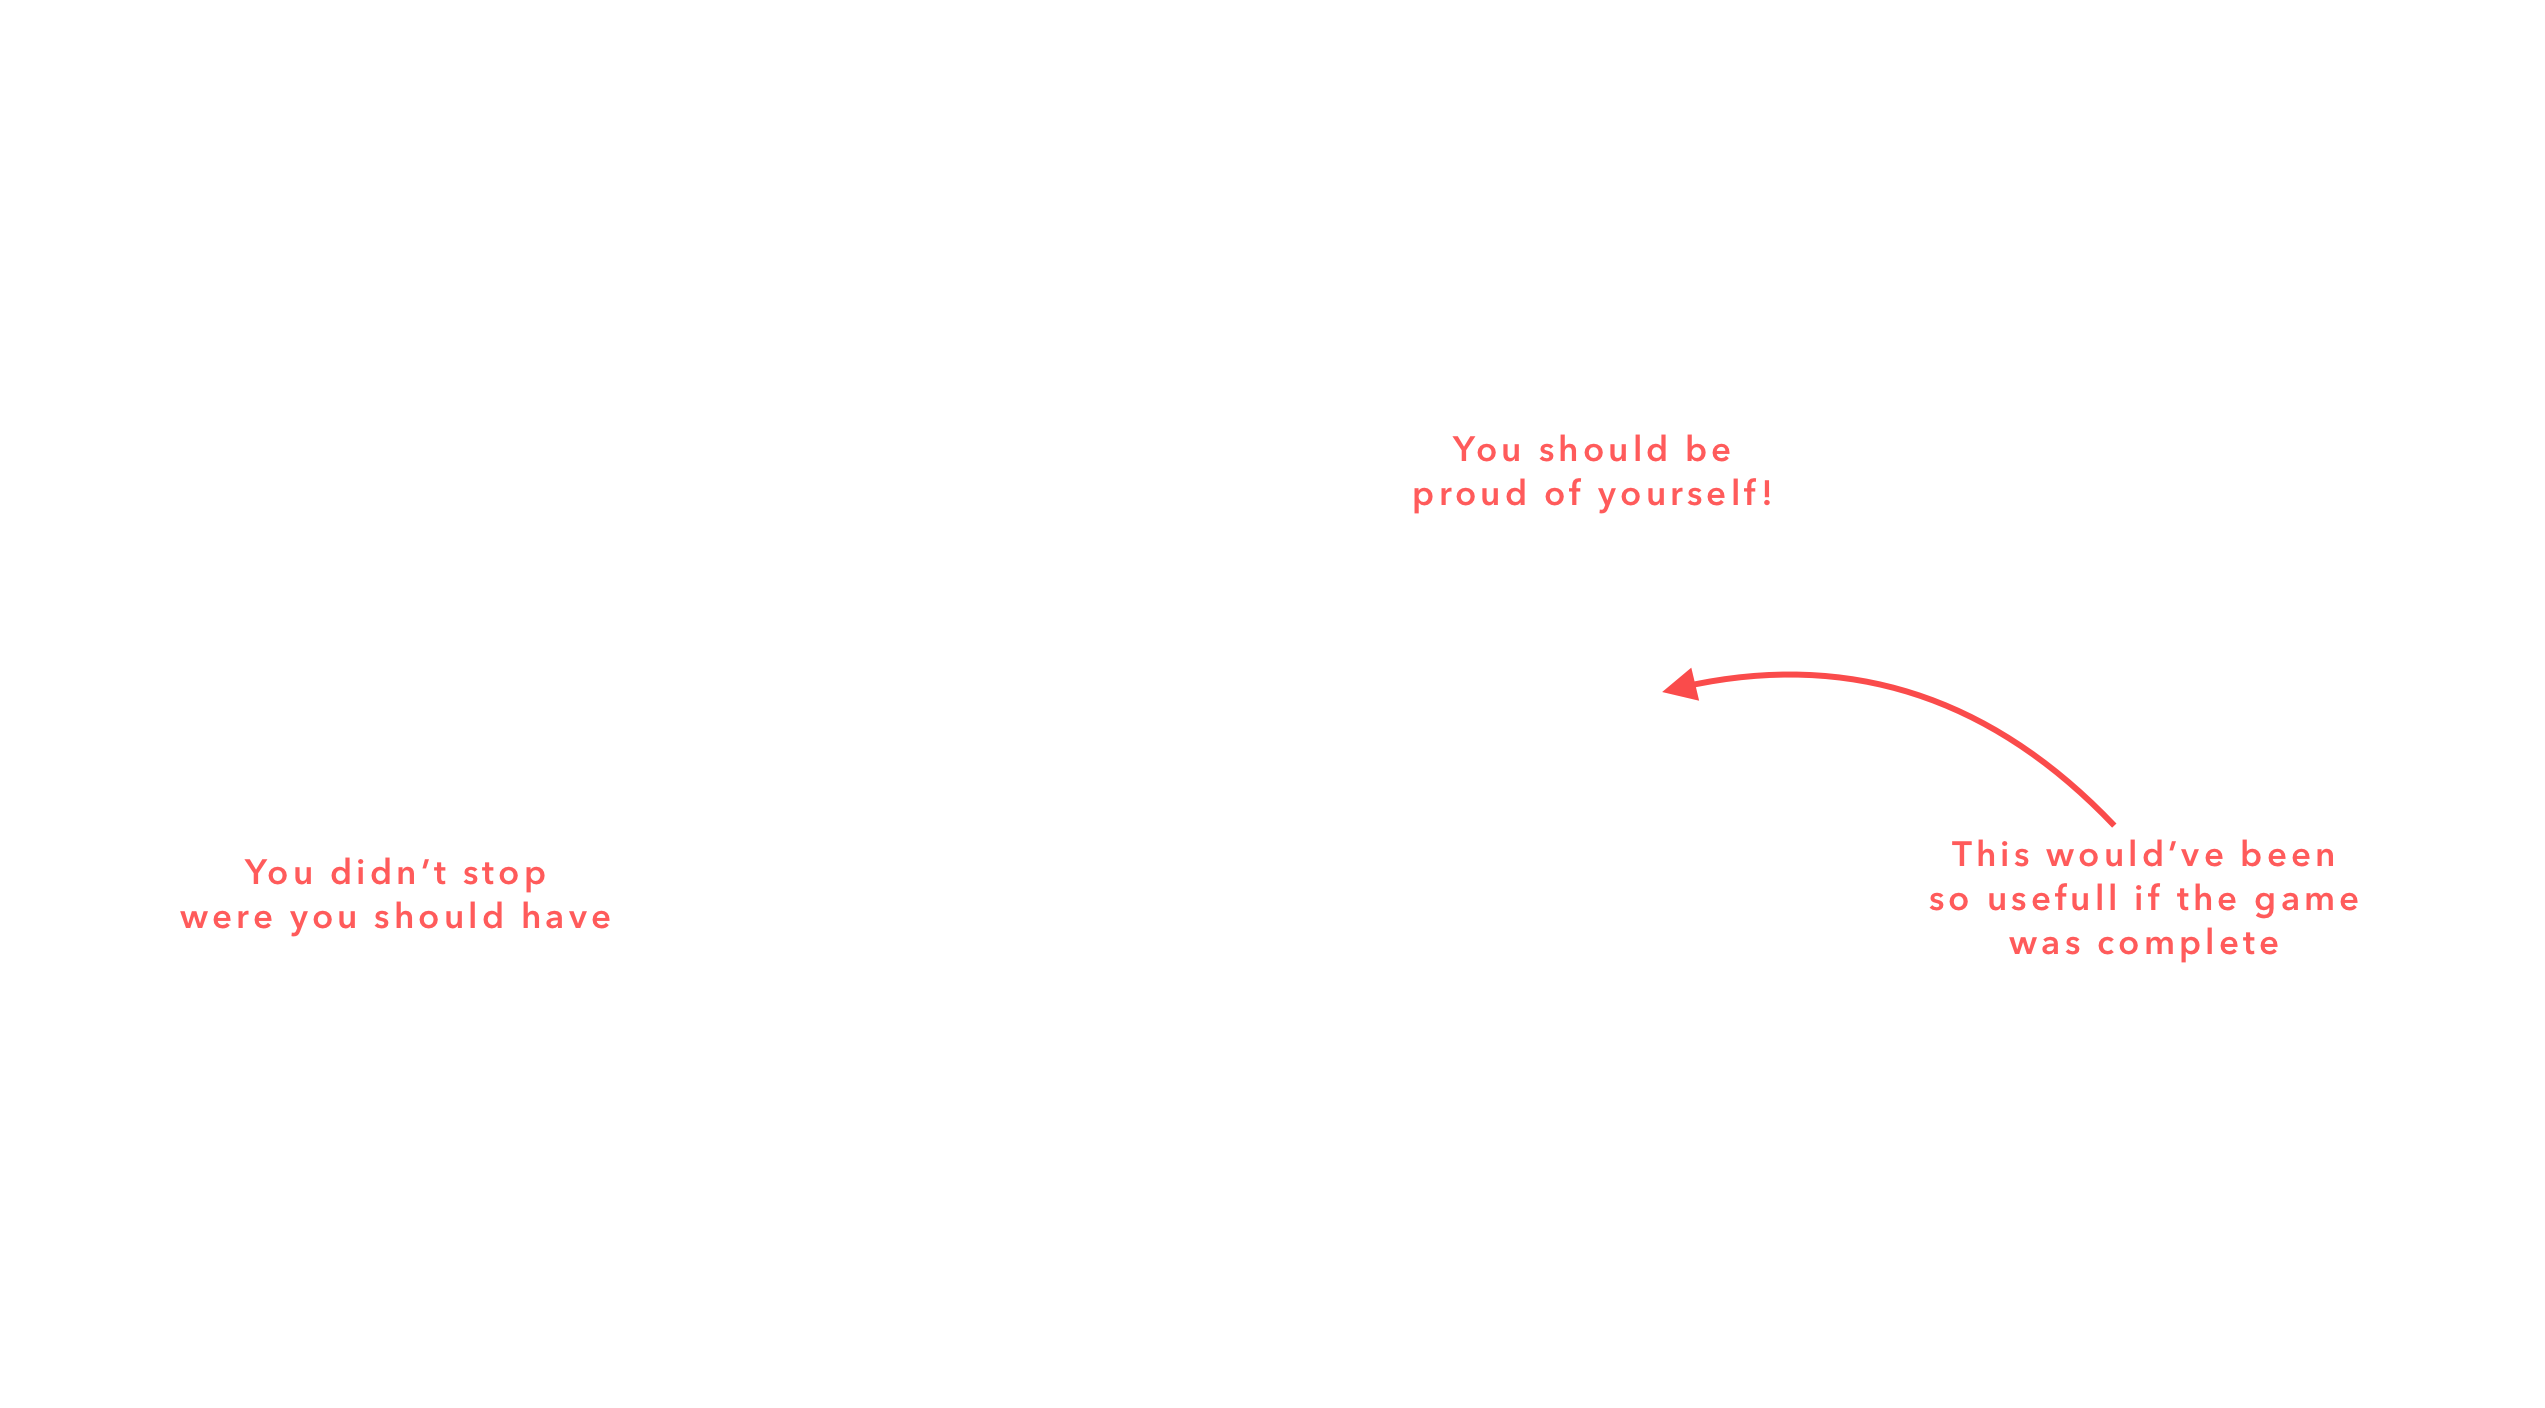 You should be
proud of yourself!
You didn’t stop
were you should have
This would’ve been
so usefull if the game
was complete